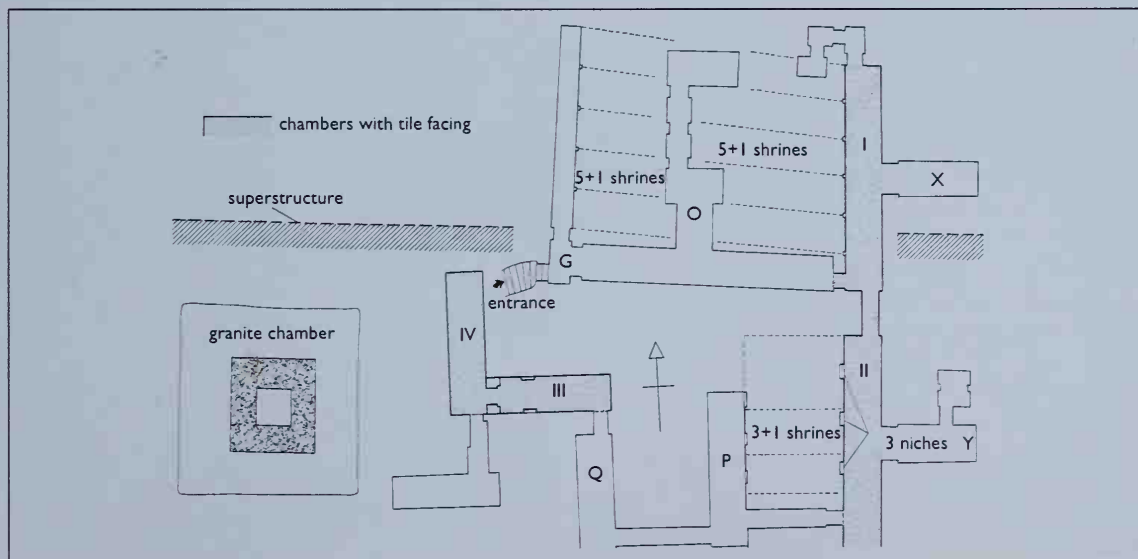 chambers with tile facing
superstructure
5+1 shrines
5+1 shrines
I
X
O
G
entrance
granite chamber
IV
III
II
3+1 shrines
3 niches
Y
Q
P